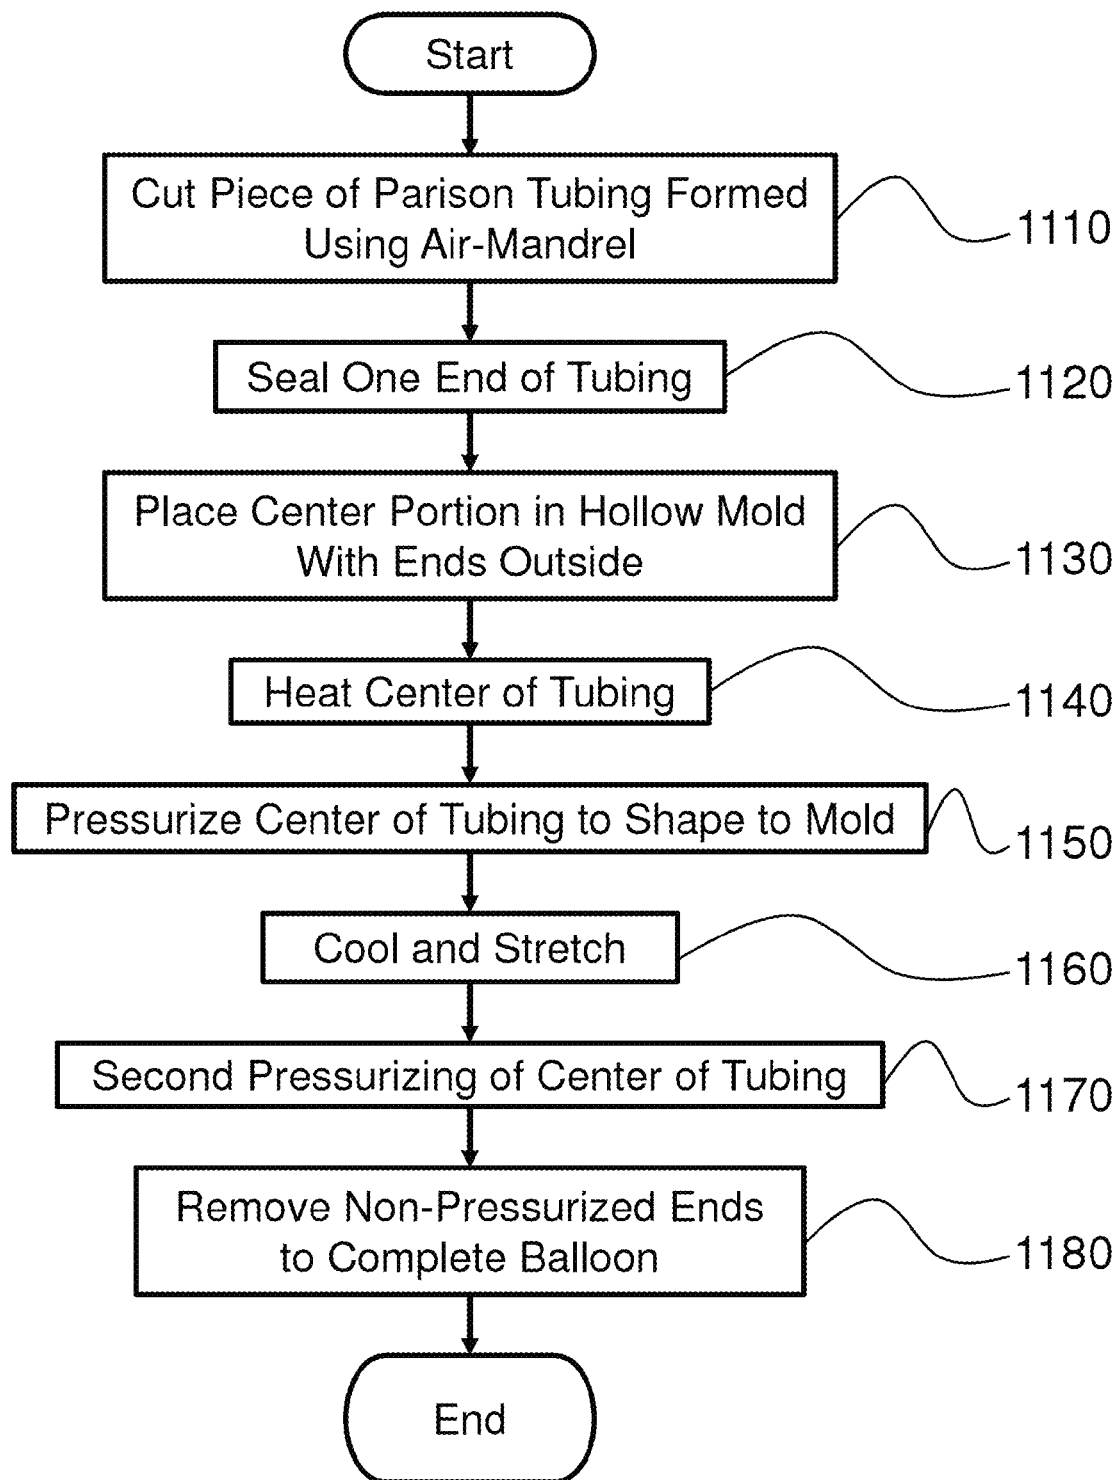 Start
Cut Piece of Parison Tubing Formed
Using Air-Mandrel
1110
Seal One End of Tubing
1120
Place Center Portion in Hollow Mold
With Ends Outside
1130
Heat Center of Tubing
1140
Pressurize Center of Tubing to Shape to Mold
1150
Cool and Stretch
1160
Second Pressurizing of Center of Tubing
1170
Remove Non-Pressurized Ends
to Complete Balloon
1180
End